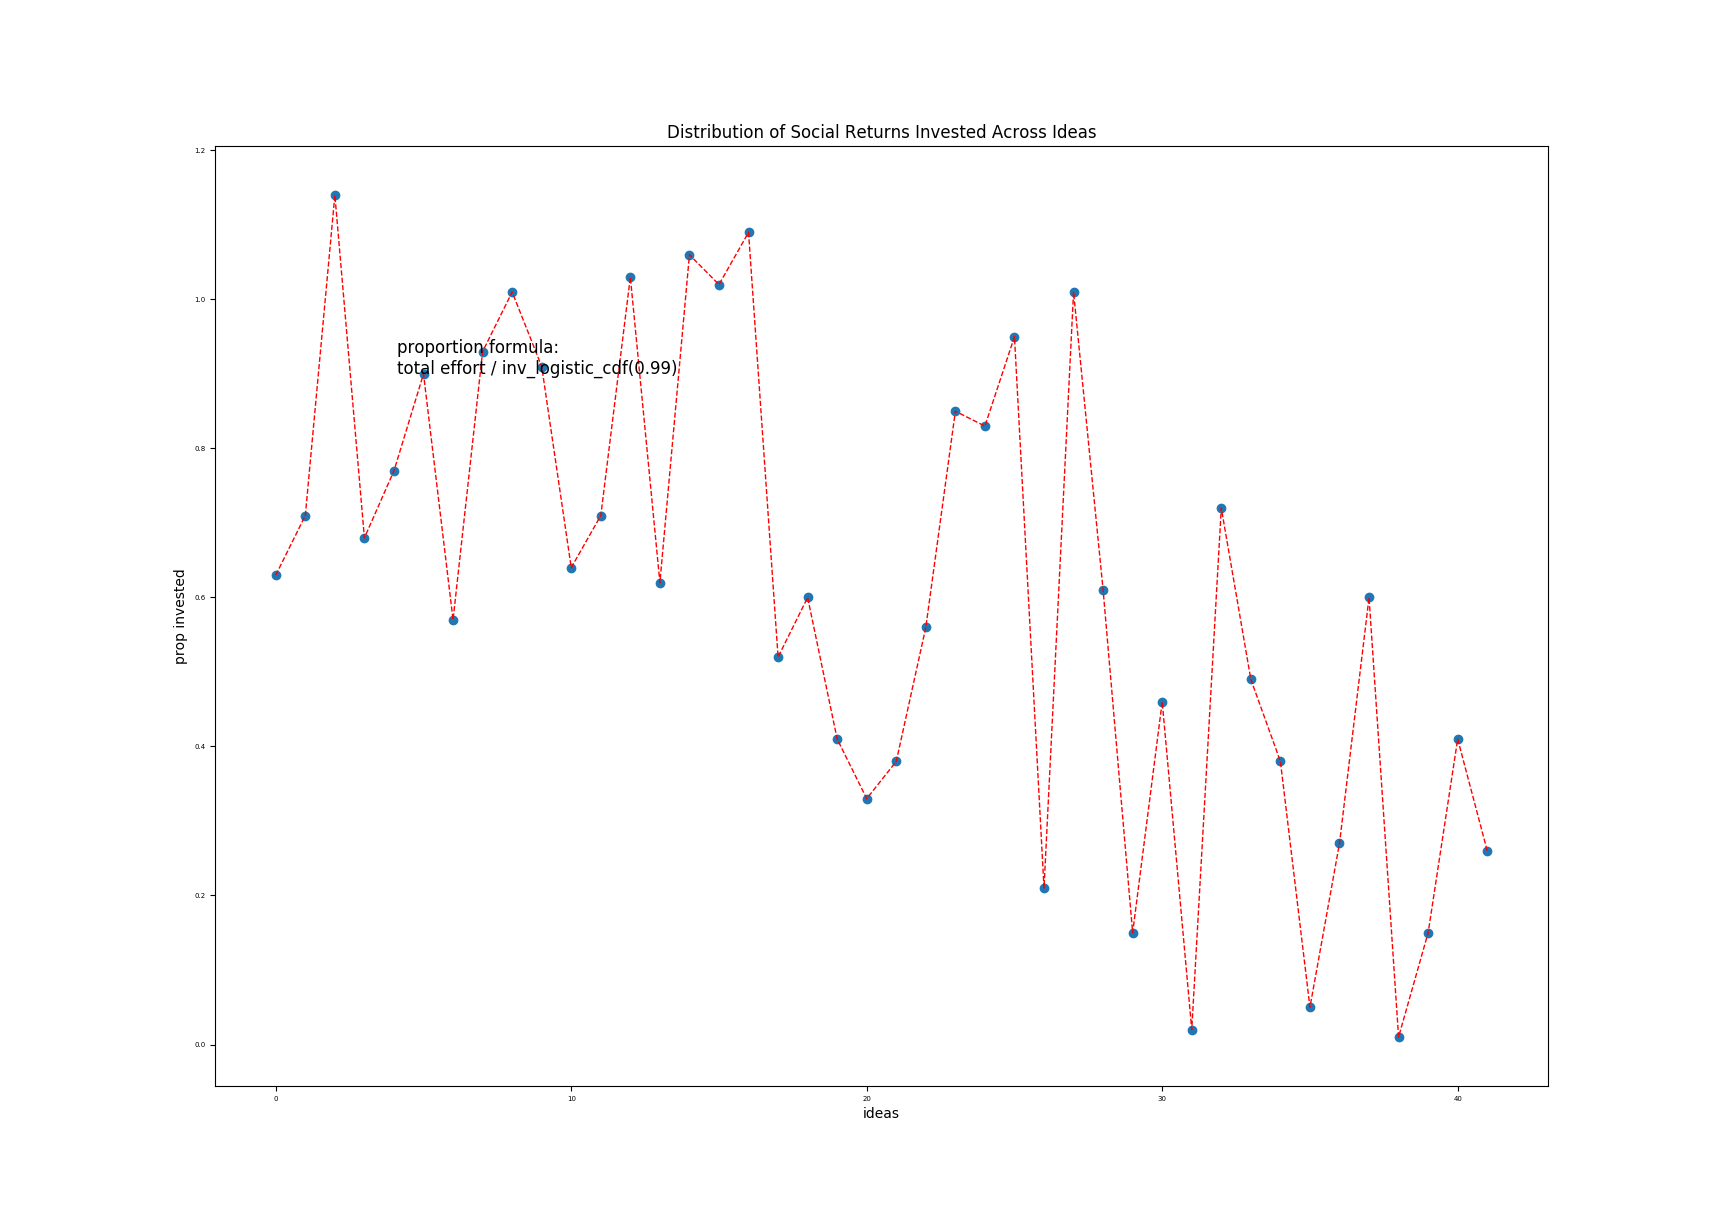 Distribution of Social Returns Invested Across Ideas
1.2
1.0
0.8
0.6
0.4
0.2
0.0
prop invested
proportion formula:
total effort / inv_logistic_cdf(0.99)
0
10
20
30
40
ideas